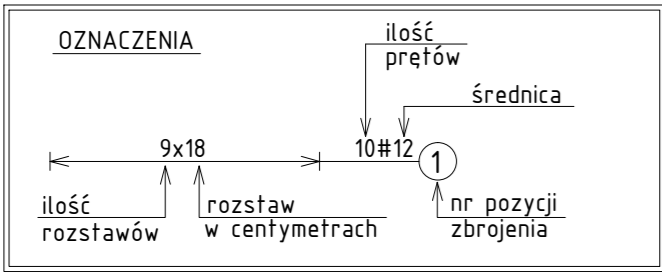 OZNACZENIA
ilość
prętów
średnica
9x18
10#12
1
ilość
rozstawów
rozstaw
w centymetrach
nr pozycji
zbrojenia